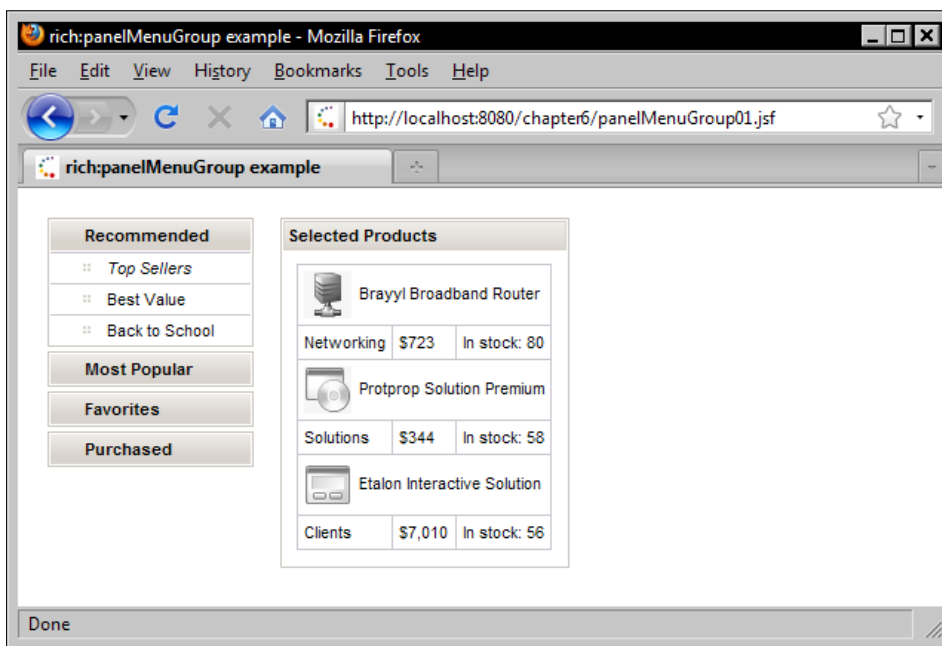 rich:panelMenuGroup example - Mozilla Firefox
File Edit View History Bookmarks Tools Help
http://localhost:8080/chapter6/panelMenuGroup01.jsf
rich:panelMenuGroup example
Recommended
Top Sellers
Best Value
Back to School
Most Popular
Favorites
Purchased
Selected Products
Brayyl Broadband Router
Networking $723 In stock: 80
Protprop Solution Premium
Solutions $344 In stock: 58
Etalon Interactive Solution
Clients $7,010 In stock: 56
Done